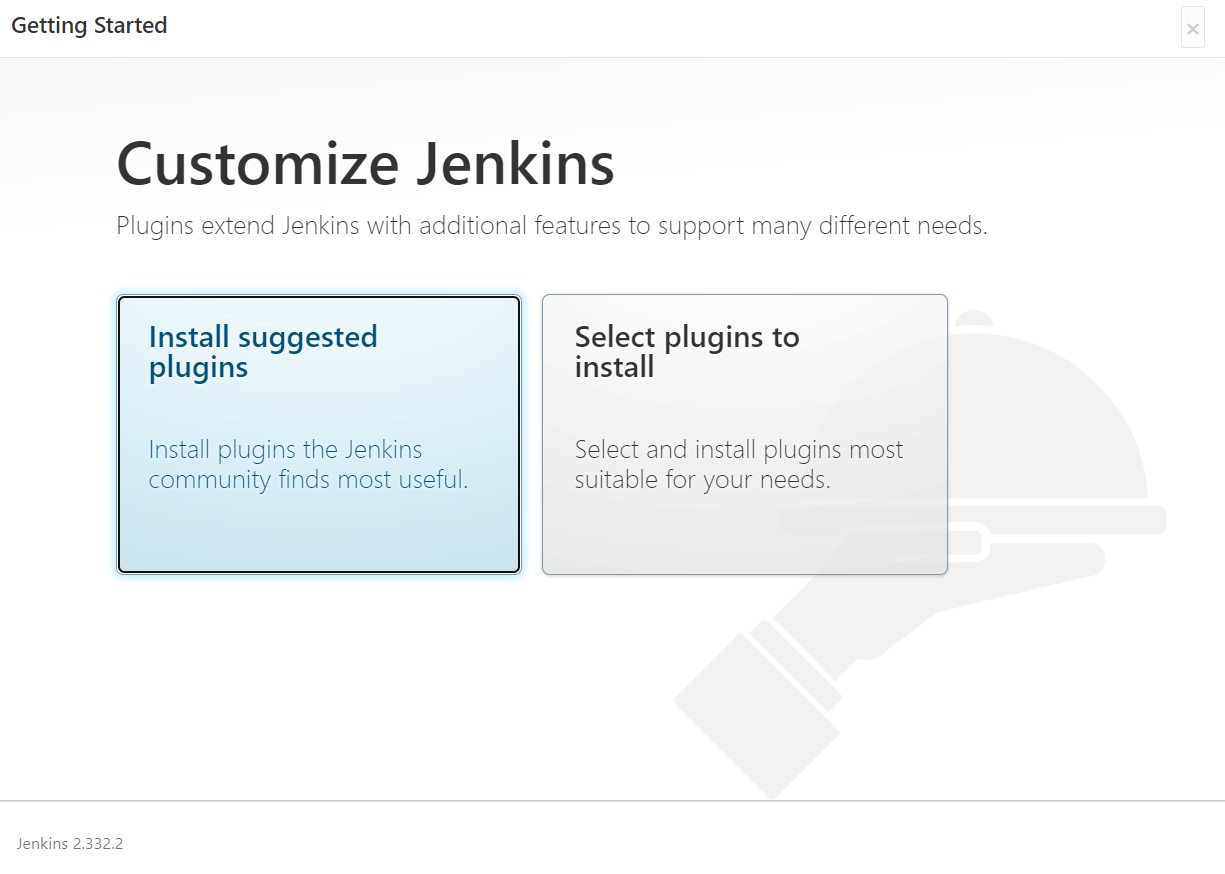 Getting Started
×
Customize Jenkins
Plugins extend Jenkins with additional features to support many different needs.
Install suggested
plugins
Install plugins the Jenkins
community finds most useful.
Select plugins to
install
Select and install plugins most
suitable for your needs.
Jenkins 2.332.2